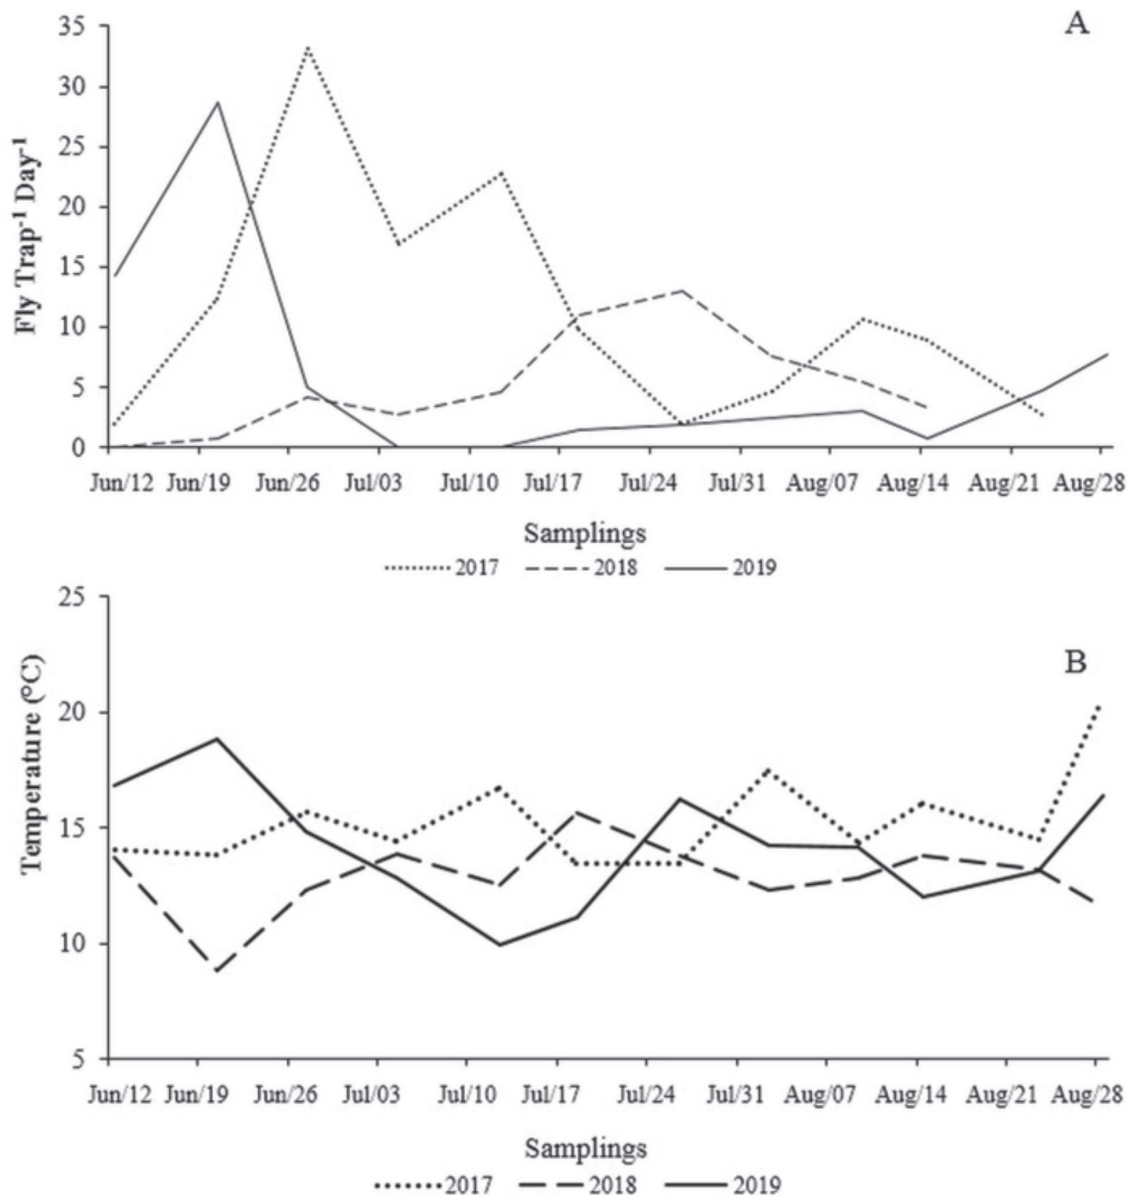 A
35
30
25
20
15
10
5
0
Fly Trap⁻¹ Day⁻¹
Jun/12 Jun/19 Jun/26 Jul/03 Jul/10 Jul/17 Jul/24 Jul/31 Aug/07 Aug/14 Aug/21 Aug/28
Samplings
2017 2018 2019
B
25
20
15
10
5
Temperature (ºC)
Jun/12 Jun/19 Jun/26 Jul/03 Jul/10 Jul/17 Jul/24 Jul/31 Aug/07 Aug/14 Aug/21 Aug/28
Samplings
2017 2018 2019